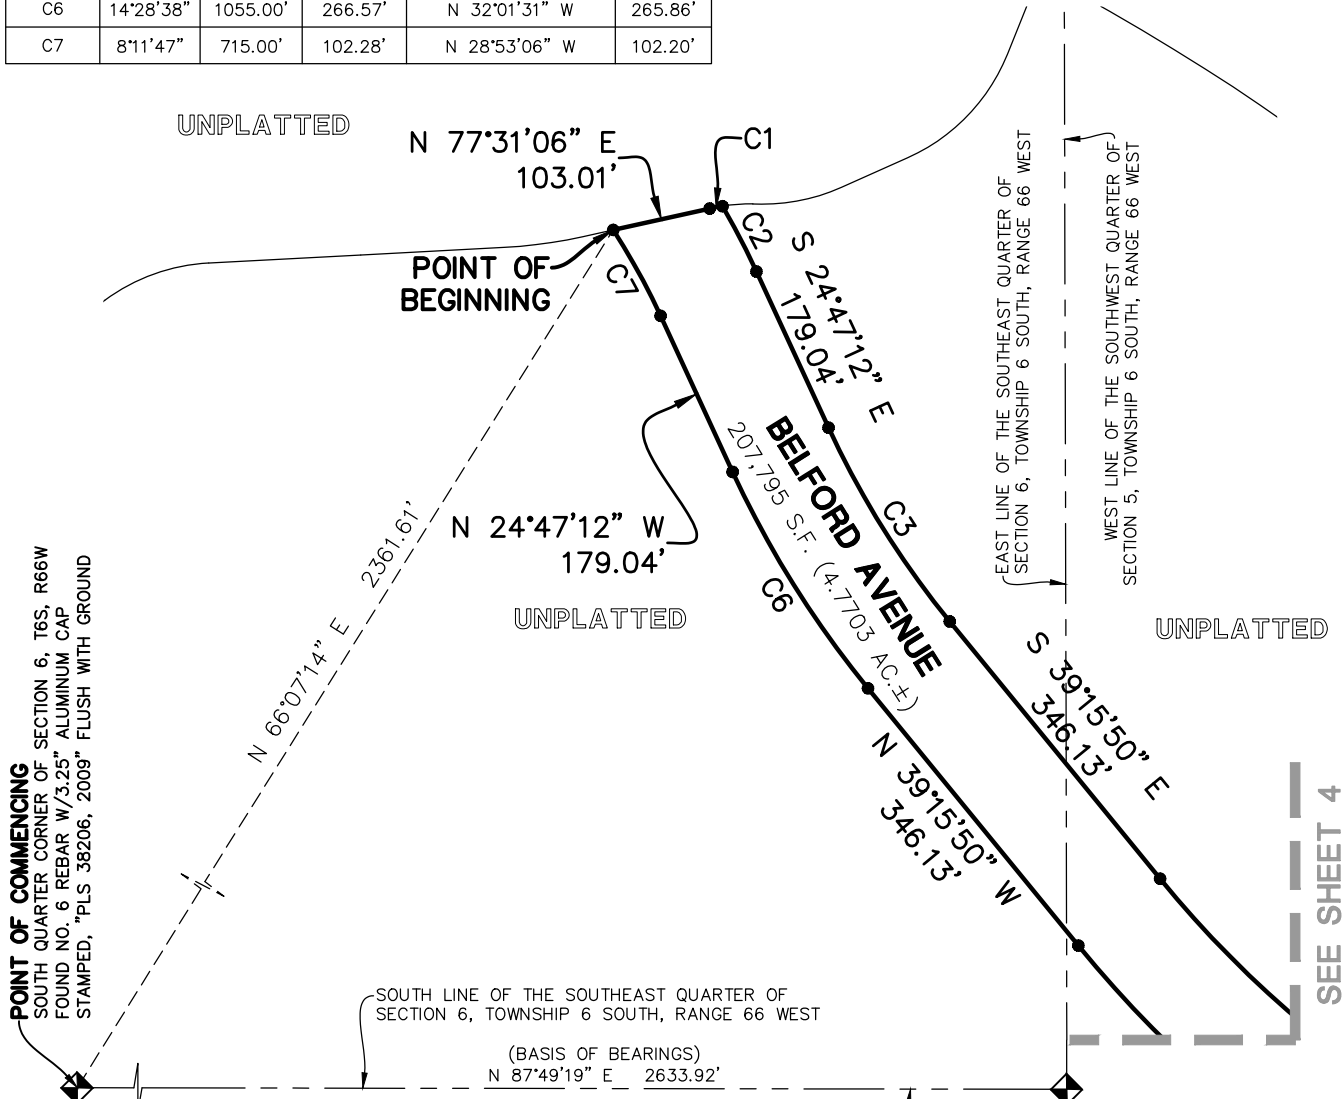 C6 14°28'38" 1055.00' 266.57' N 32°01'31" W 265.86'
C7 8°11'47" 715.00' 102.28' N 28°53'06" W 102.20'
UNPLATTED
N 77°31'06" E
103.01'
C1
POINT OF
BEGINNING
C7
C2
S 24°47'12" E
179.04'
EAST LINE OF THE SOUTHEAST QUARTER OF
SECTION 6, TOWNSHIP 6 SOUTH, RANGE 66 WEST
WEST LINE OF THE SOUTHWEST QUARTER OF
SECTION 5, TOWNSHIP 6 SOUTH, RANGE 66 WEST
BELFORD AVENUE
207,795 S.F. (4.7703 AC.±)
C3
N 24°47'12" W
179.04'
C6
UNPLATTED
UNPLATTED
N 66°07'14" E 2361.61'
S 39°15'50" E
346.13'
N 39°15'50" W
346.13'
POINT OF COMMENCING
SOUTH QUARTER CORNER OF SECTION 6, T6S, R66W
FOUND NO. 6 REBAR W/3.25" ALUMINUM CAP
STAMPED, "PLS 38206, 2009" FLUSH WITH GROUND
SEE SHEET 4
SOUTH LINE OF THE SOUTHEAST QUARTER OF
SECTION 6, TOWNSHIP 6 SOUTH, RANGE 66 WEST
(BASIS OF BEARINGS)
N 87°49'19" E 2633.92'